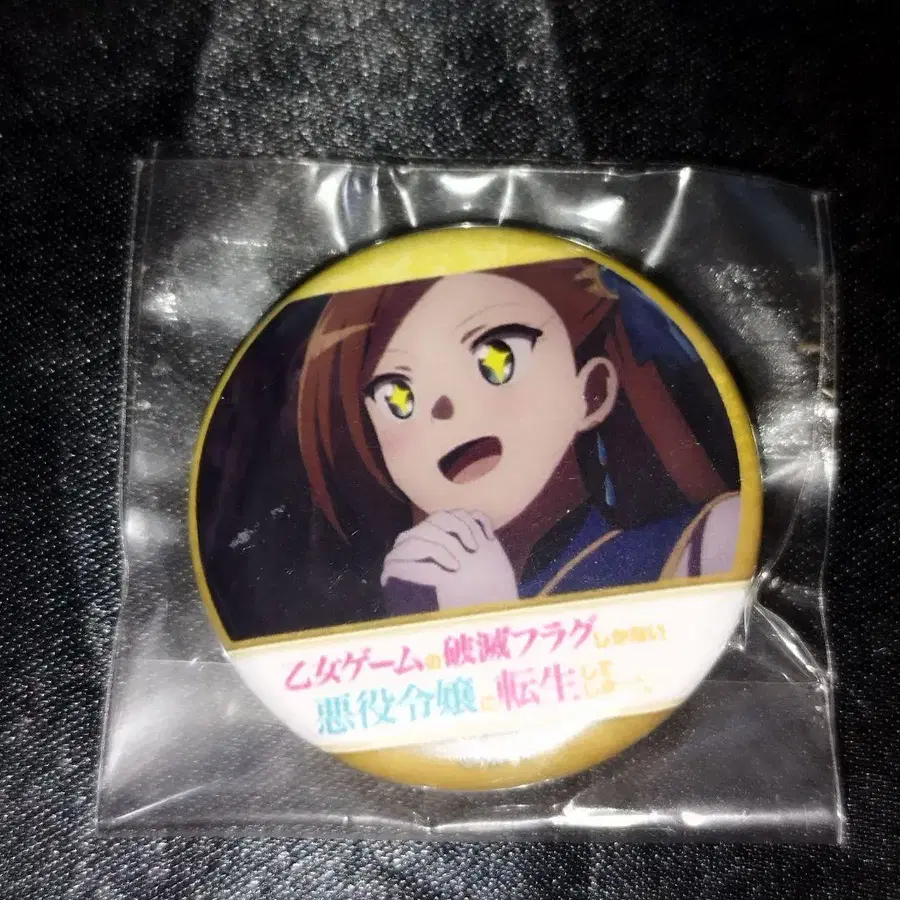 乙女ゲームの破滅フラグしかない
悪役令嬢に転生してしまった…